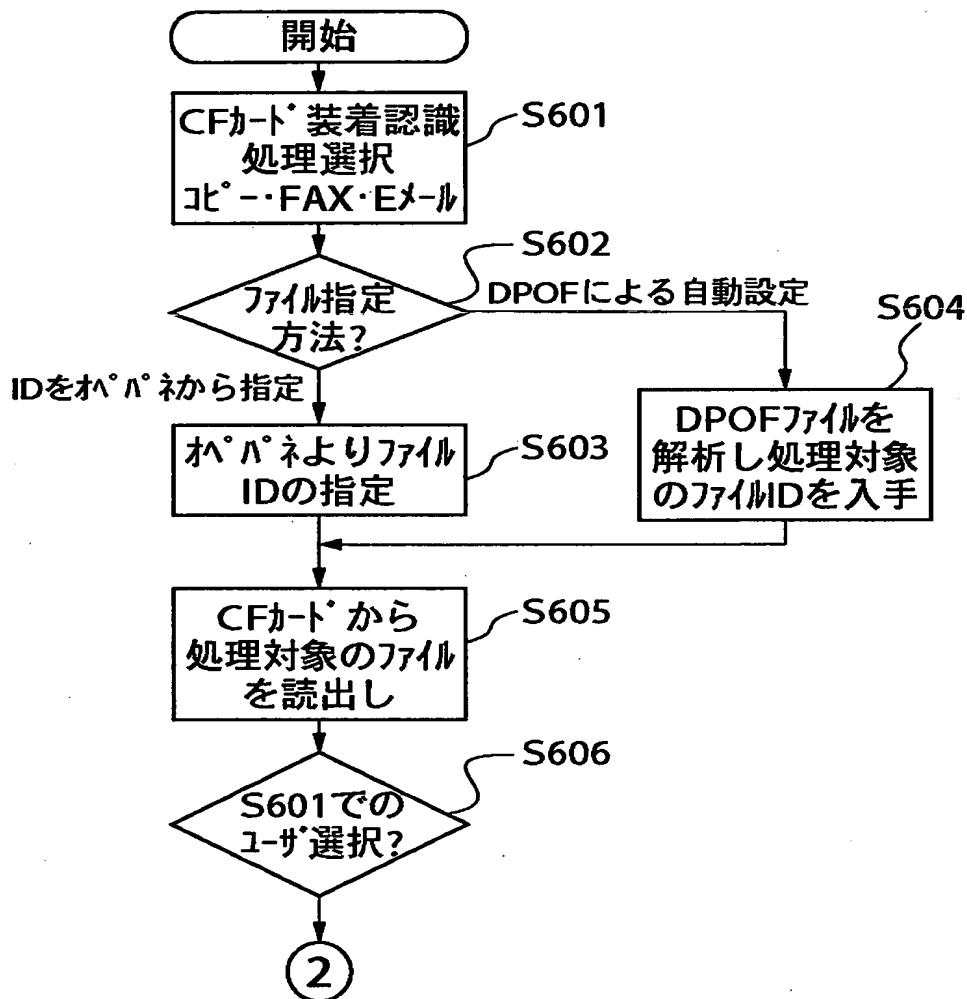 開始
CFｶｰﾄﾞ装着認識
処理選択
ｺﾋﾟｰ･FAX･Eﾒｰﾙ
S601
S602
ﾌｧｲﾙ指定
方法?
DPOFによる自動設定
S604
IDをｵﾍﾟﾊﾟﾈから指定
ｵﾍﾟﾊﾟﾈよりﾌｧｲﾙ
IDの指定
S603
DPOFﾌｧｲﾙを
解析し処理対象
のﾌｧｲﾙIDを入手
CFｶｰﾄﾞから
処理対象のﾌｧｲﾙ
を読出し
S605
S606
S601での
ﾕｰｻﾞ選択?
2